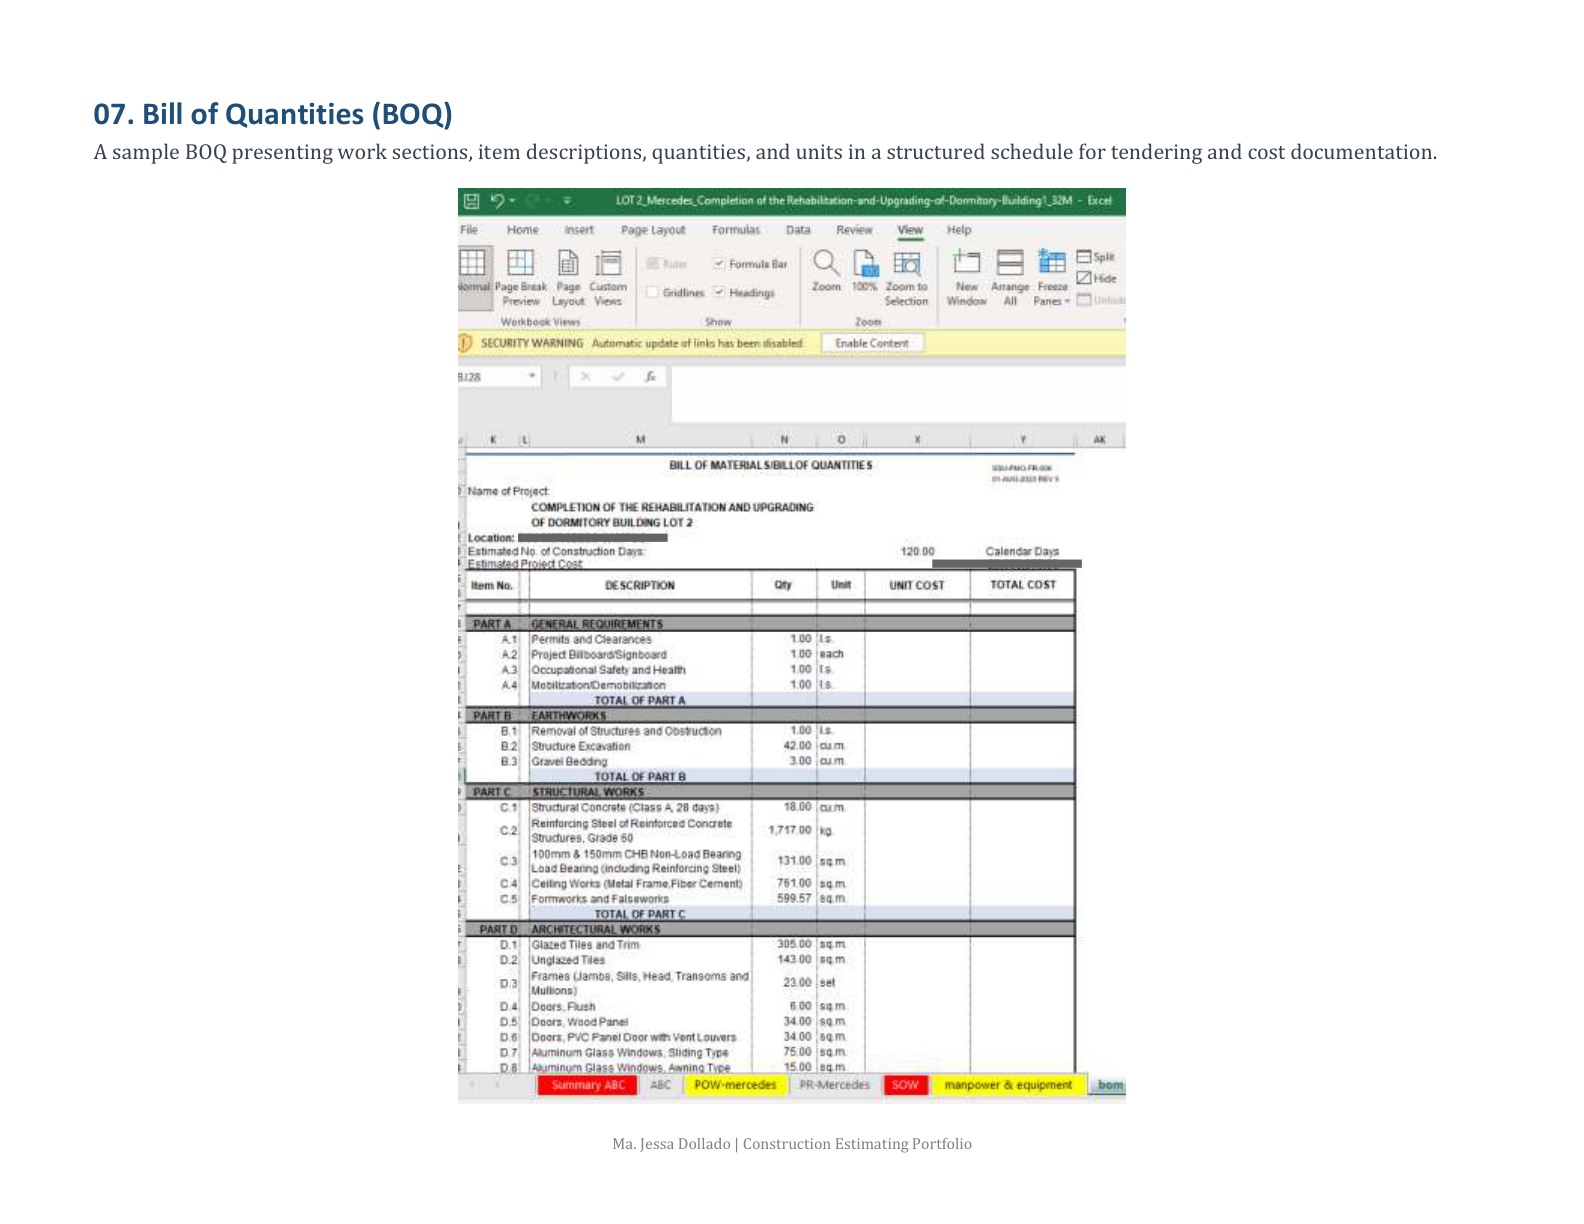 07. Bill of Quantities (BOQ)
A sample BOQ presenting work sections, item descriptions, quantities, and units in a structured schedule for tendering and cost documentation.
LOT 2_Mercedes_Completion of the Rehabilitation-and-Upgrading-of-Dormitory-Building1_32M - Excel
File Home Insert Page Layout Formulas Data Review View Help
Normal Page Break Preview Page Layout Custom Views
Ruler Formula Bar
Gridlines Headings
Zoom 100% Zoom to Selection
New Window Arrange All Freeze Panes
Split
Hide
Workbook Views Show Zoom
SECURITY WARNING Automatic update of links has been disabled Enable Content
fx
K L M N O X Y AK
BILL OF MATERIALS/BILL OF QUANTITIES
01-AUG-2023 REV 5
Name of Project:
COMPLETION OF THE REHABILITATION AND UPGRADING
OF DORMITORY BUILDING LOT 2
Location:
Estimated No. of Construction Days: 120.00 Calendar Days
Estimated Project Cost
Item No. DESCRIPTION Qty Unit UNIT COST TOTAL COST
PART A GENERAL REQUIREMENTS
A.1 Permits and Clearances 1.00 l.s.
A.2 Project Billboard/Signboard 1.00 each
A.3 Occupational Safety and Health 1.00 l.s.
A.4 Mobilization/Demobilization 1.00 l.s.
TOTAL OF PART A
PART B EARTHWORKS
B.1 Removal of Structures and Obstruction 1.00 l.s.
B.2 Structure Excavation 42.00 cu.m.
B.3 Gravel Bedding 3.00 cu.m.
TOTAL OF PART B
PART C STRUCTURAL WORKS
C.1 Structural Concrete (Class A, 28 days) 18.00 cu.m.
C.2 Reinforcing Steel of Reinforced Concrete Structures, Grade 60 1,717.00 kg.
C.3 100mm & 150mm CHB Non-Load Bearing Load Bearing (including Reinforcing Steel) 131.00 sq.m.
C.4 Ceiling Works (Metal Frame,Fiber Cement) 761.00 sq.m.
C.5 Formworks and Falseworks 599.57 sq.m.
TOTAL OF PART C
PART D ARCHITECTURAL WORKS
D.1 Glazed Tiles and Trim 305.00 sq.m.
D.2 Unglazed Tiles 143.00 sq.m.
D.3 Frames (Jambs, Sills, Head, Transoms and Mullions) 23.00 set
D.4 Doors, Flush 6.00 sq.m.
D.5 Doors, Wood Panel 34.00 sq.m.
D.6 Doors, PVC Panel Door with Vent Louvers 34.00 sq.m.
D.7 Aluminum Glass Windows, Sliding Type 75.00 sq.m.
D.8 Aluminum Glass Windows, Awning Type 15.00 sq.m.
Summary ABC ABC POW-mercedes PR-Mercedes SOW manpower & equipment bom
Ma. Jessa Dollado | Construction Estimating Portfolio